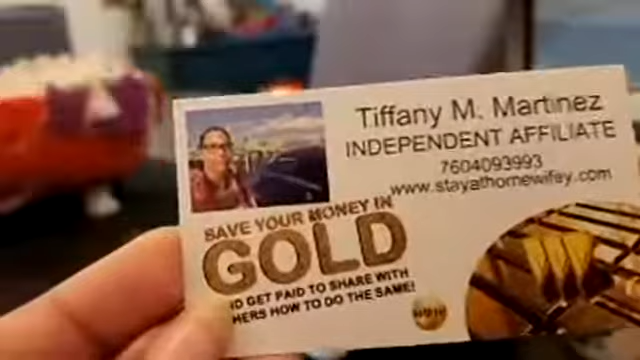 Tiffany M. Martinez
INDEPENDENT AFFILIATE
7604093993
www.stayathomewifey.com
SAVE YOUR MONEY IN
GOLD
GET PAID TO SHARE WITH
HERS HOW TO DO THE SAME!